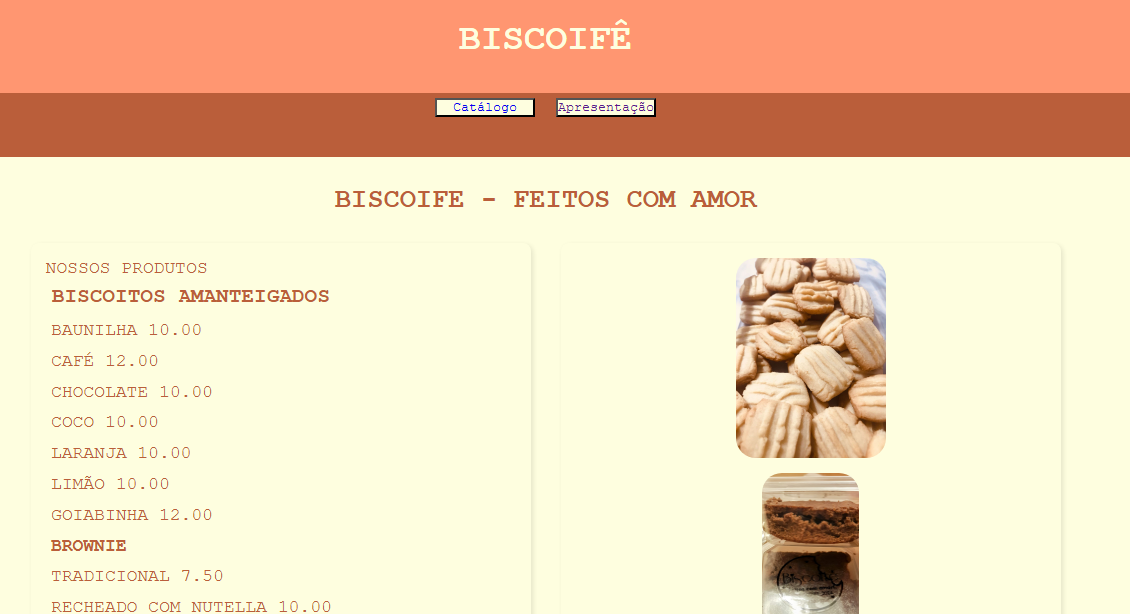 BISCOIFÊ
Catálogo
Apresentação
BISCOIFE - FEITOS COM AMOR
NOSSOS PRODUTOS
BISCOITOS AMANTEIGADOS
BAUNILHA 10.00
CAFÉ 12.00
CHOCOLATE 10.00
COCO 10.00
LARANJA 10.00
LIMÃO 10.00
GOIABINHA 12.00
BROWNIE
TRADICIONAL 7.50
RECHEADO COM NUTELLA 10.00
Biscoifê